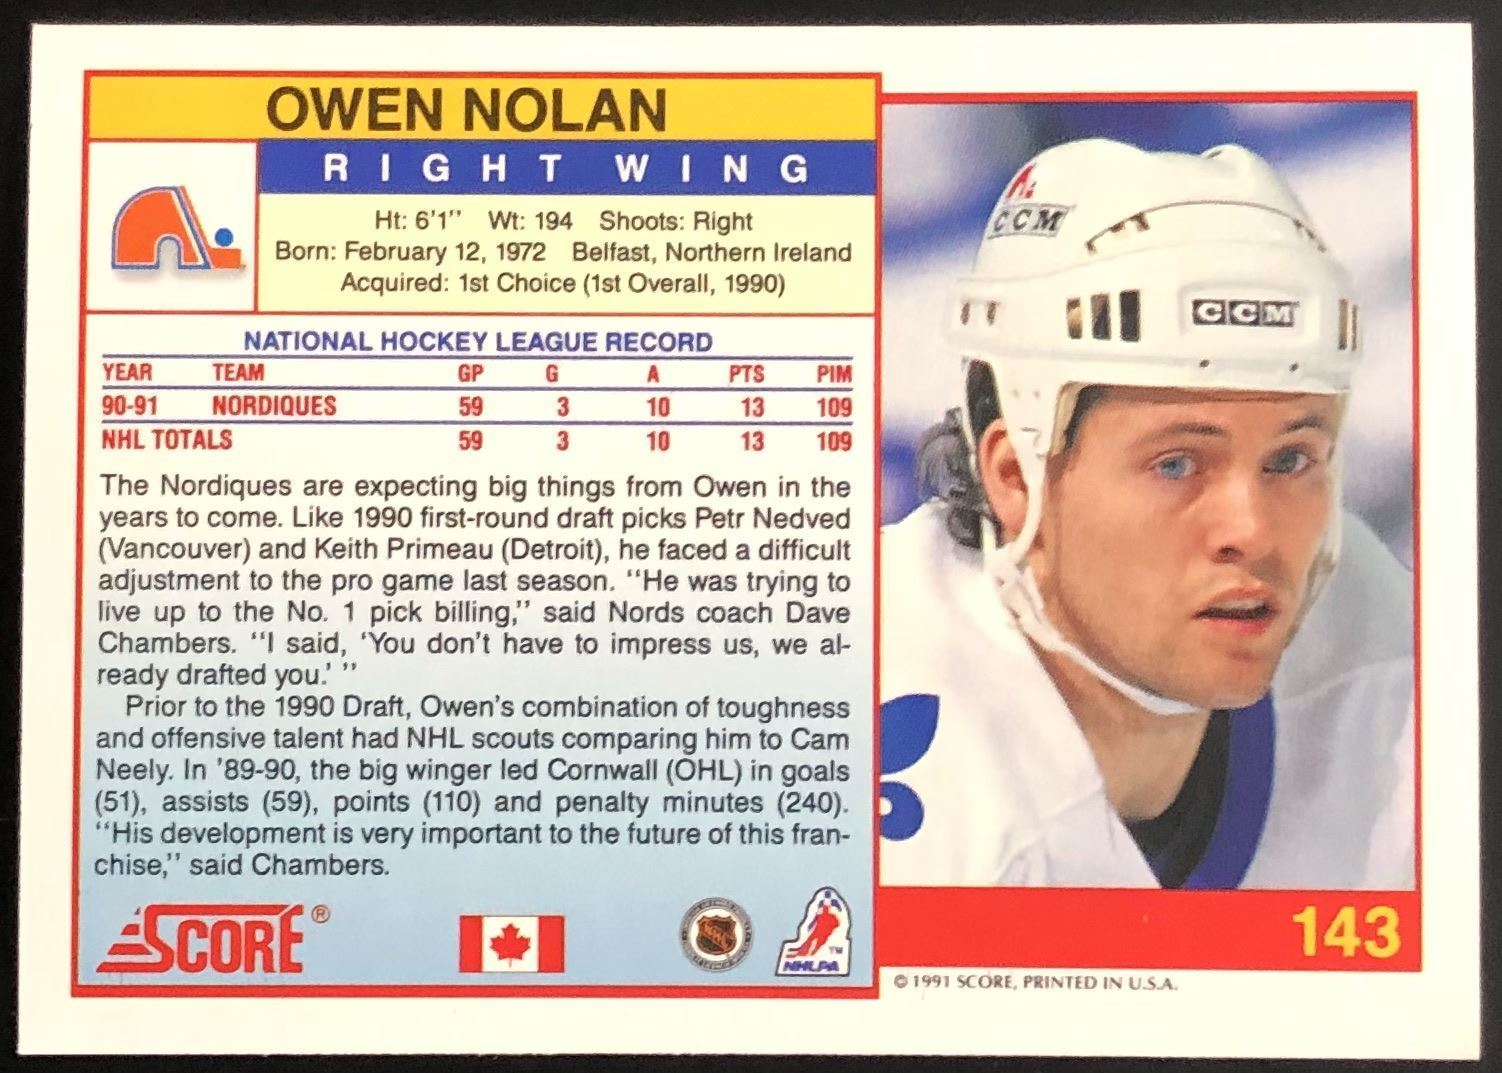 OWEN NOLAN
RIGHT WING
Ht: 6'1'' Wt: 194 Shoots: Right
Born: February 12, 1972 Belfast, Northern Ireland
Acquired: 1st Choice (1st Overall, 1990)
NATIONAL HOCKEY LEAGUE RECORD
YEAR TEAM GP G A PTS PIM
90-91 NORDIQUES 59 3 10 13 109
NHL TOTALS 59 3 10 13 109
The Nordiques are expecting big things from Owen in the
years to come. Like 1990 first-round draft picks Petr Nedved
(Vancouver) and Keith Primeau (Detroit), he faced a difficult
adjustment to the pro game last season. ''He was trying to
live up to the No. 1 pick billing,'' said Nords coach Dave
Chambers. ''I said, 'You don't have to impress us, we al-
ready drafted you.' ''
Prior to the 1990 Draft, Owen's combination of toughness
and offensive talent had NHL scouts comparing him to Cam
Neely. In '89-90, the big winger led Cornwall (OHL) in goals
(51), assists (59), points (110) and penalty minutes (240).
''His development is very important to the future of this fran-
chise,'' said Chambers.
SCORE®
NHL
NHLPA™
CCM
CCM
143
© 1991 SCORE, PRINTED IN U.S.A.